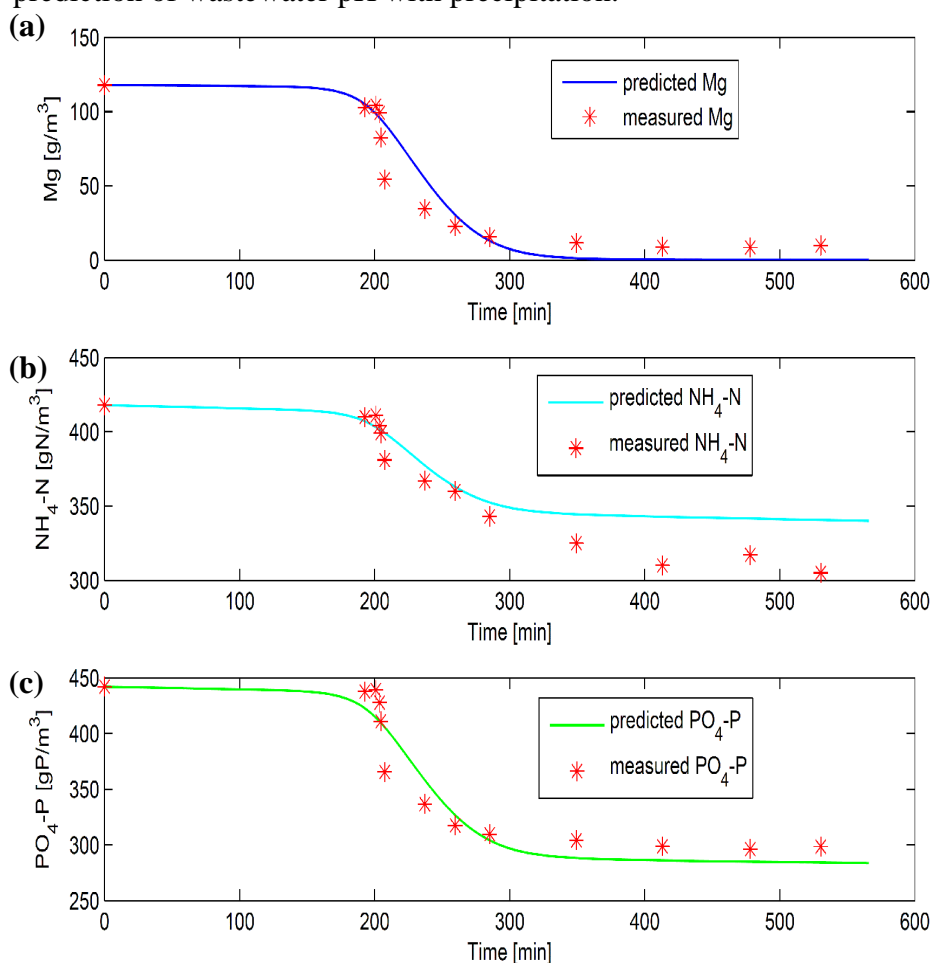 prediction of wastewater pH with precipitation.
(a)
150
100
50
0
Mg [g/m³]
predicted Mg
measured Mg
0 100 200 300 400 500 600
Time [min]
(b)
450
400
350
300
NH₄-N [gN/m³]
predicted NH₄-N
measured NH₄-N
0 100 200 300 400 500 600
Time [min]
(c)
450
400
350
300
250
PO₄-P [gP/m³]
predicted PO₄-P
measured PO₄-P
0 100 200 300 400 500 600
Time [min]